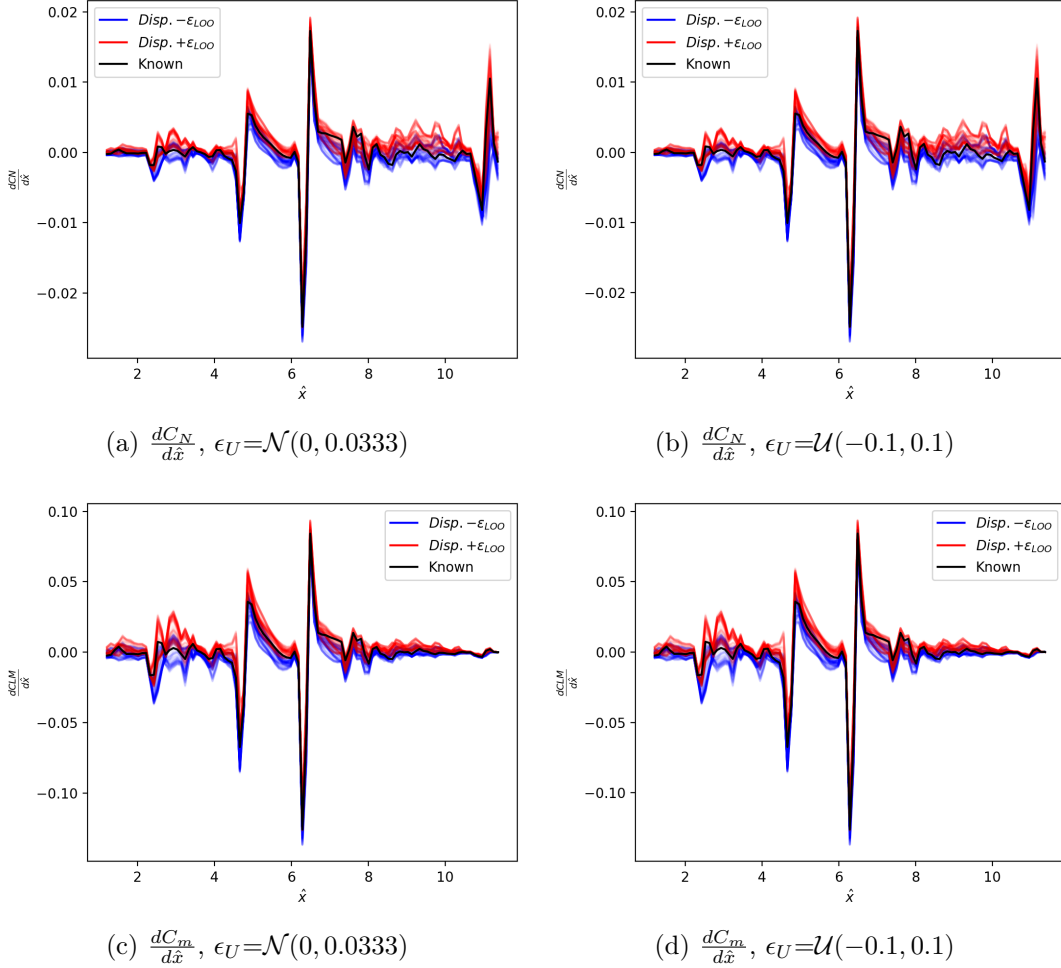 Disp. −ε_LOO
Disp. +ε_LOO
Known
0.02
0.01
0.00
−0.01
−0.02
dCN
dx̂
2 4 6 8 10
x̂
(a) dC_N/dx̂, ϵ_U=𝒩(0, 0.0333)
Disp. −ε_LOO
Disp. +ε_LOO
Known
0.02
0.01
0.00
−0.01
−0.02
dCN
dx̂
2 4 6 8 10
x̂
(b) dC_N/dx̂, ϵ_U=𝒰(−0.1, 0.1)
Disp. −ε_LOO
Disp. +ε_LOO
Known
0.10
0.05
0.00
−0.05
−0.10
dCLM
dx̂
2 4 6 8 10
x̂
(c) dC_m/dx̂, ϵ_U=𝒩(0, 0.0333)
Disp. −ε_LOO
Disp. +ε_LOO
Known
0.10
0.05
0.00
−0.05
−0.10
dCLM
dx̂
2 4 6 8 10
x̂
(d) dC_m/dx̂, ϵ_U=𝒰(−0.1, 0.1)